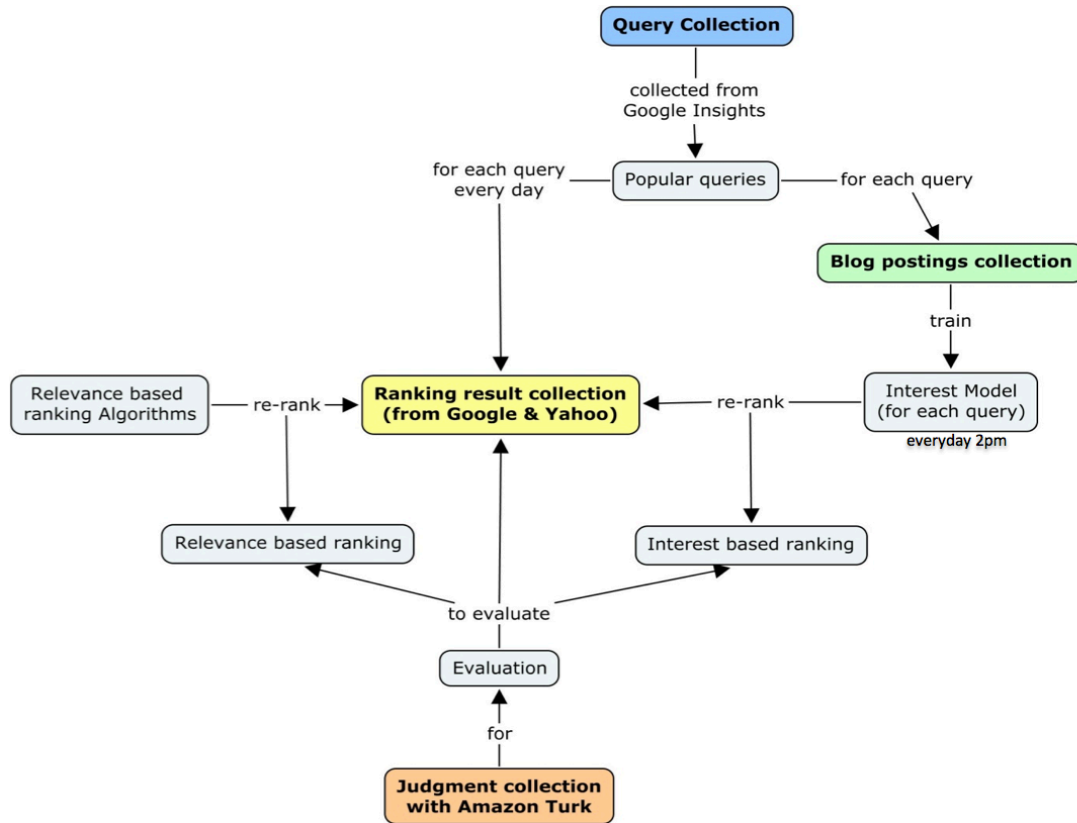 Query Collection
collected from
Google Insights
for each query
every day
Popular queries
for each query
Blog postings collection
train
Relevance based
ranking Algorithms
re-rank
Ranking result collection
(from Google & Yahoo)
re-rank
Interest Model
(for each query)
everyday 2pm
Relevance based ranking
Interest based ranking
to evaluate
Evaluation
for
Judgment collection
with Amazon Turk